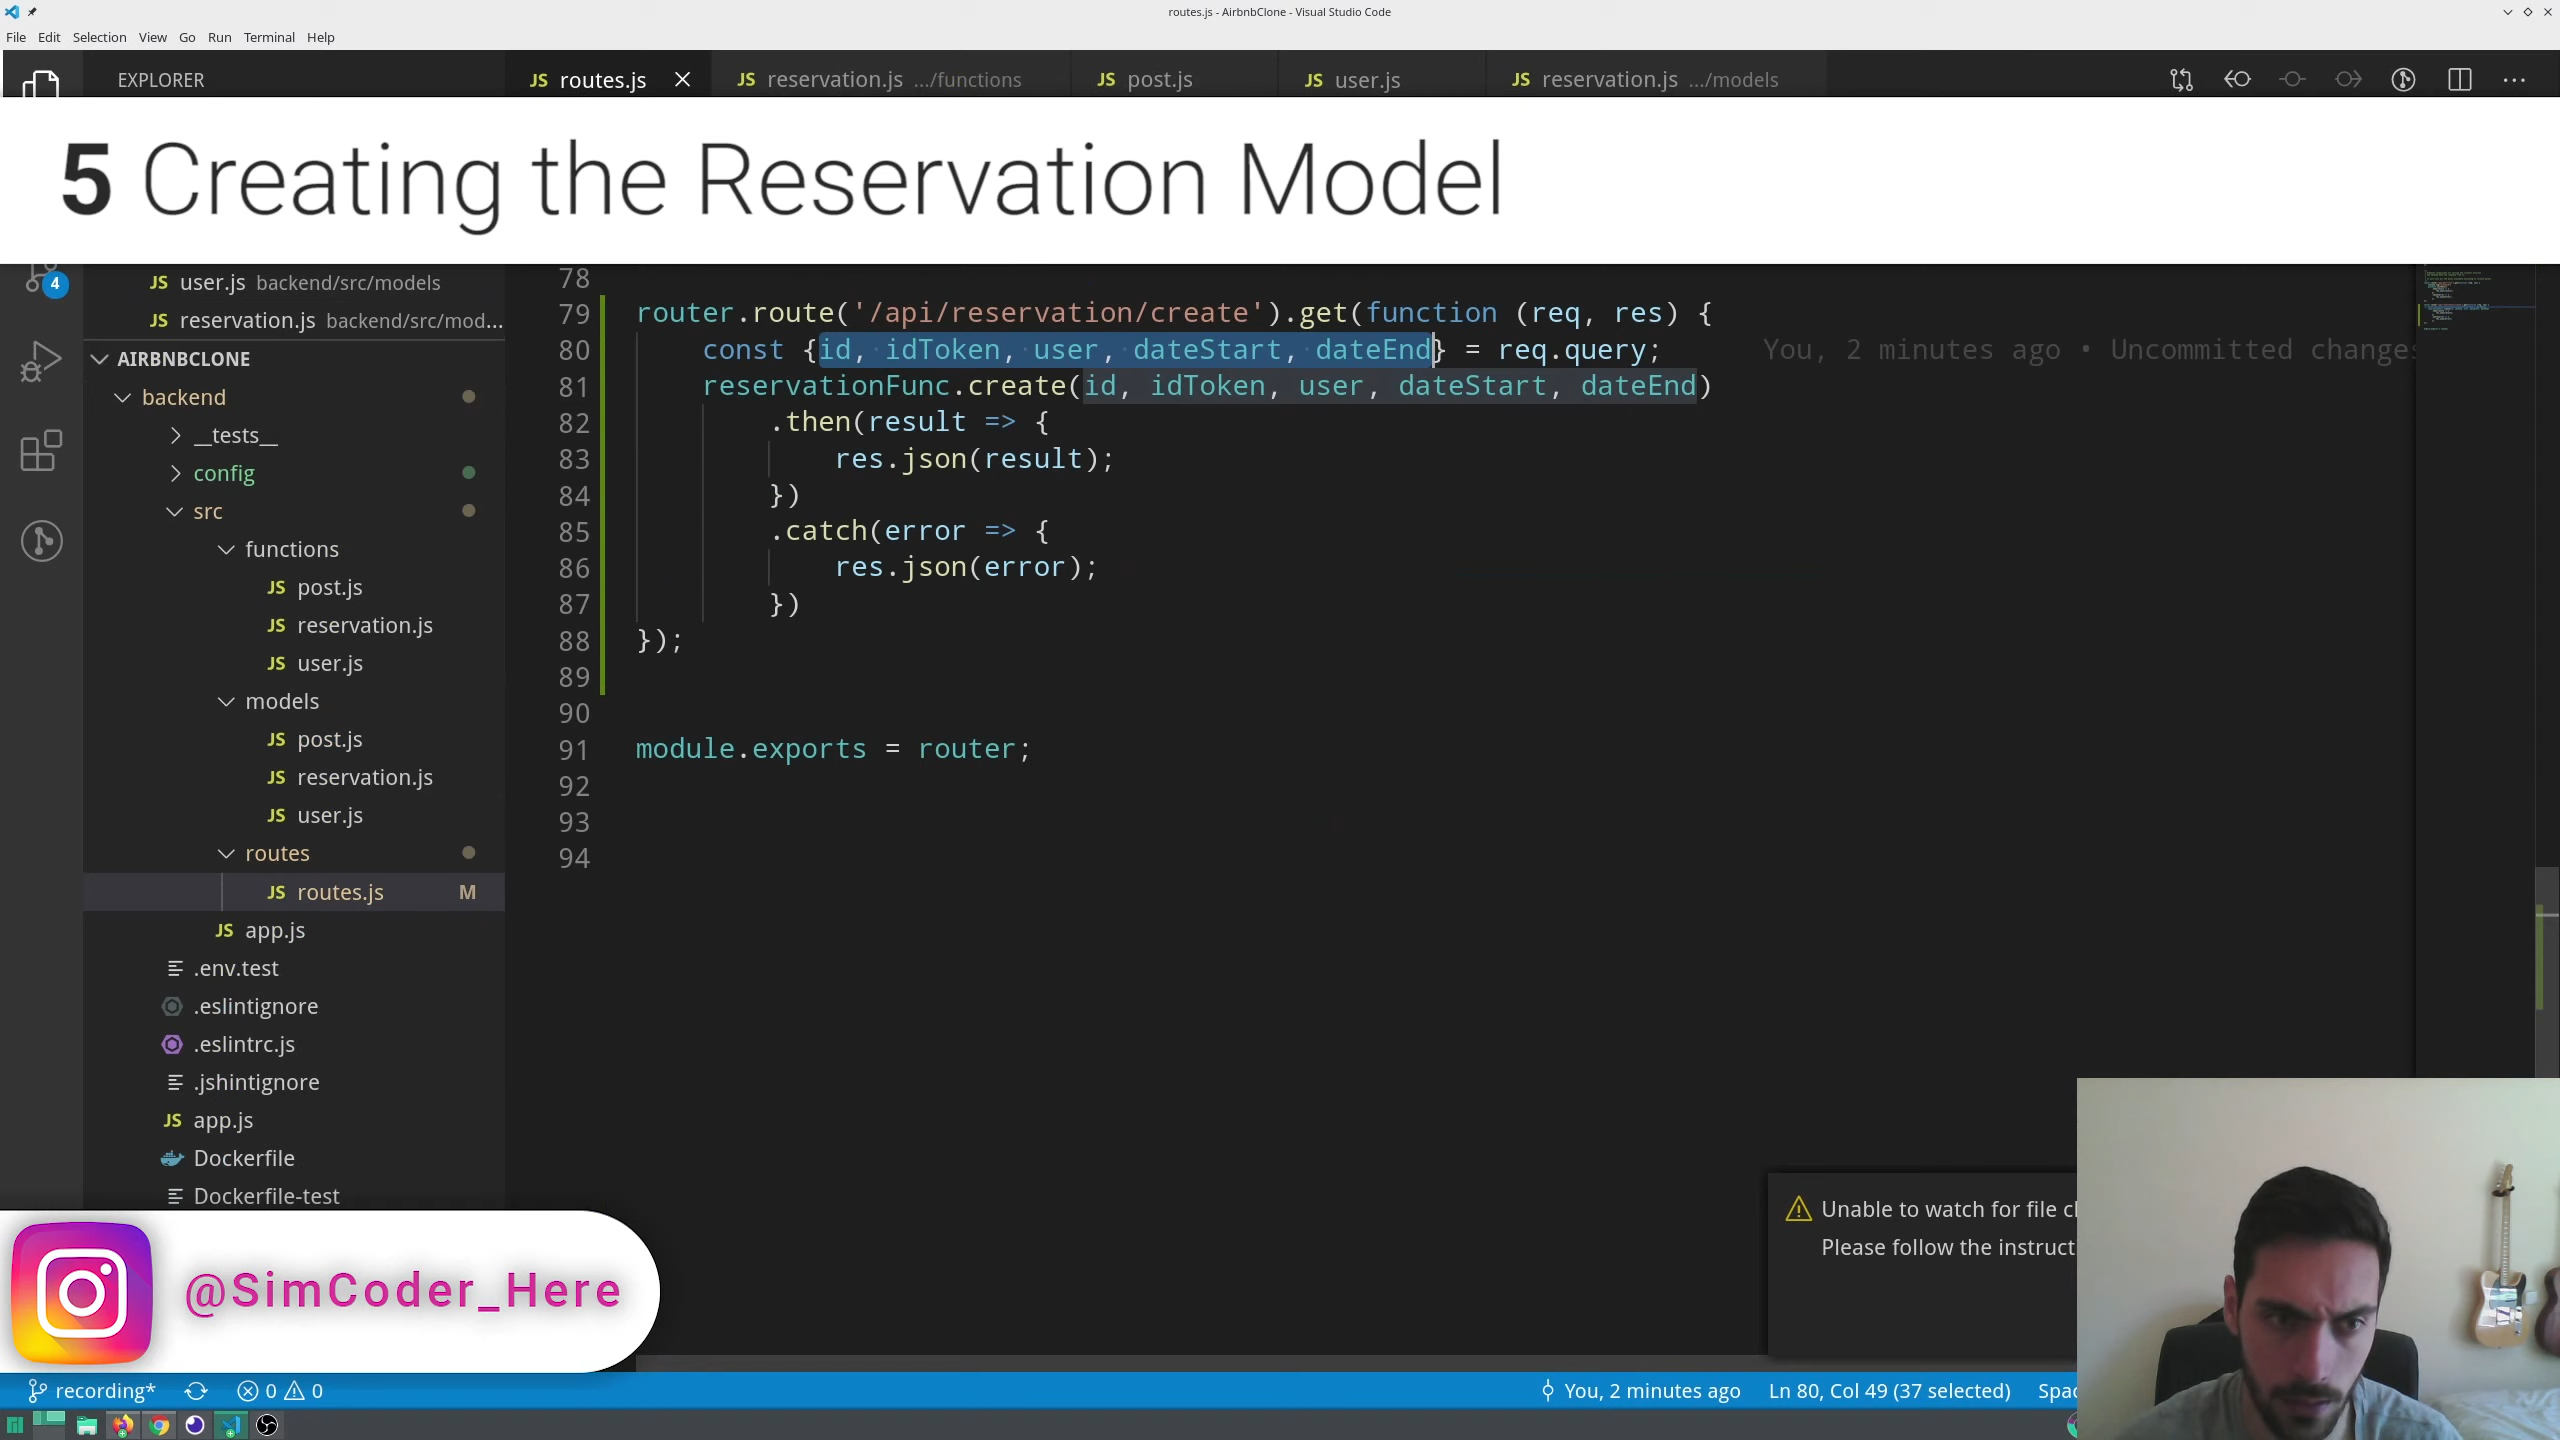 routes.js - AirbnbClone - Visual Studio Code
File Edit Selection View Go Run Terminal Help
EXPLORER
JS routes.js
JS reservation.js .../functions
JS post.js
JS user.js
JS reservation.js .../models
5 Creating the Reservation Model
4
JS user.js backend/src/models
JS reservation.js backend/src/mod...
AIRBNBCLONE
backend
__tests__
config
src
functions
JS post.js
JS reservation.js
JS user.js
models
JS post.js
JS reservation.js
JS user.js
routes
JS routes.js M
JS app.js
.env.test
.eslintignore
.eslintrc.js
.jshintignore
JS app.js
Dockerfile
Dockerfile-test
78
79 router.route('/api/reservation/create').get(function (req, res) {
80 const {id, idToken, user, dateStart, dateEnd} = req.query; You, 2 minutes ago • Uncommitted changes
81 reservationFunc.create(id, idToken, user, dateStart, dateEnd)
82 .then(result => {
83 res.json(result);
84 })
85 .catch(error => {
86 res.json(error);
87 })
88 });
89
90
91 module.exports = router;
92
93
94
Unable to watch for file c
Please follow the instruct
@SimCoder_Here
recording* 0 0 You, 2 minutes ago Ln 80, Col 49 (37 selected) Spac